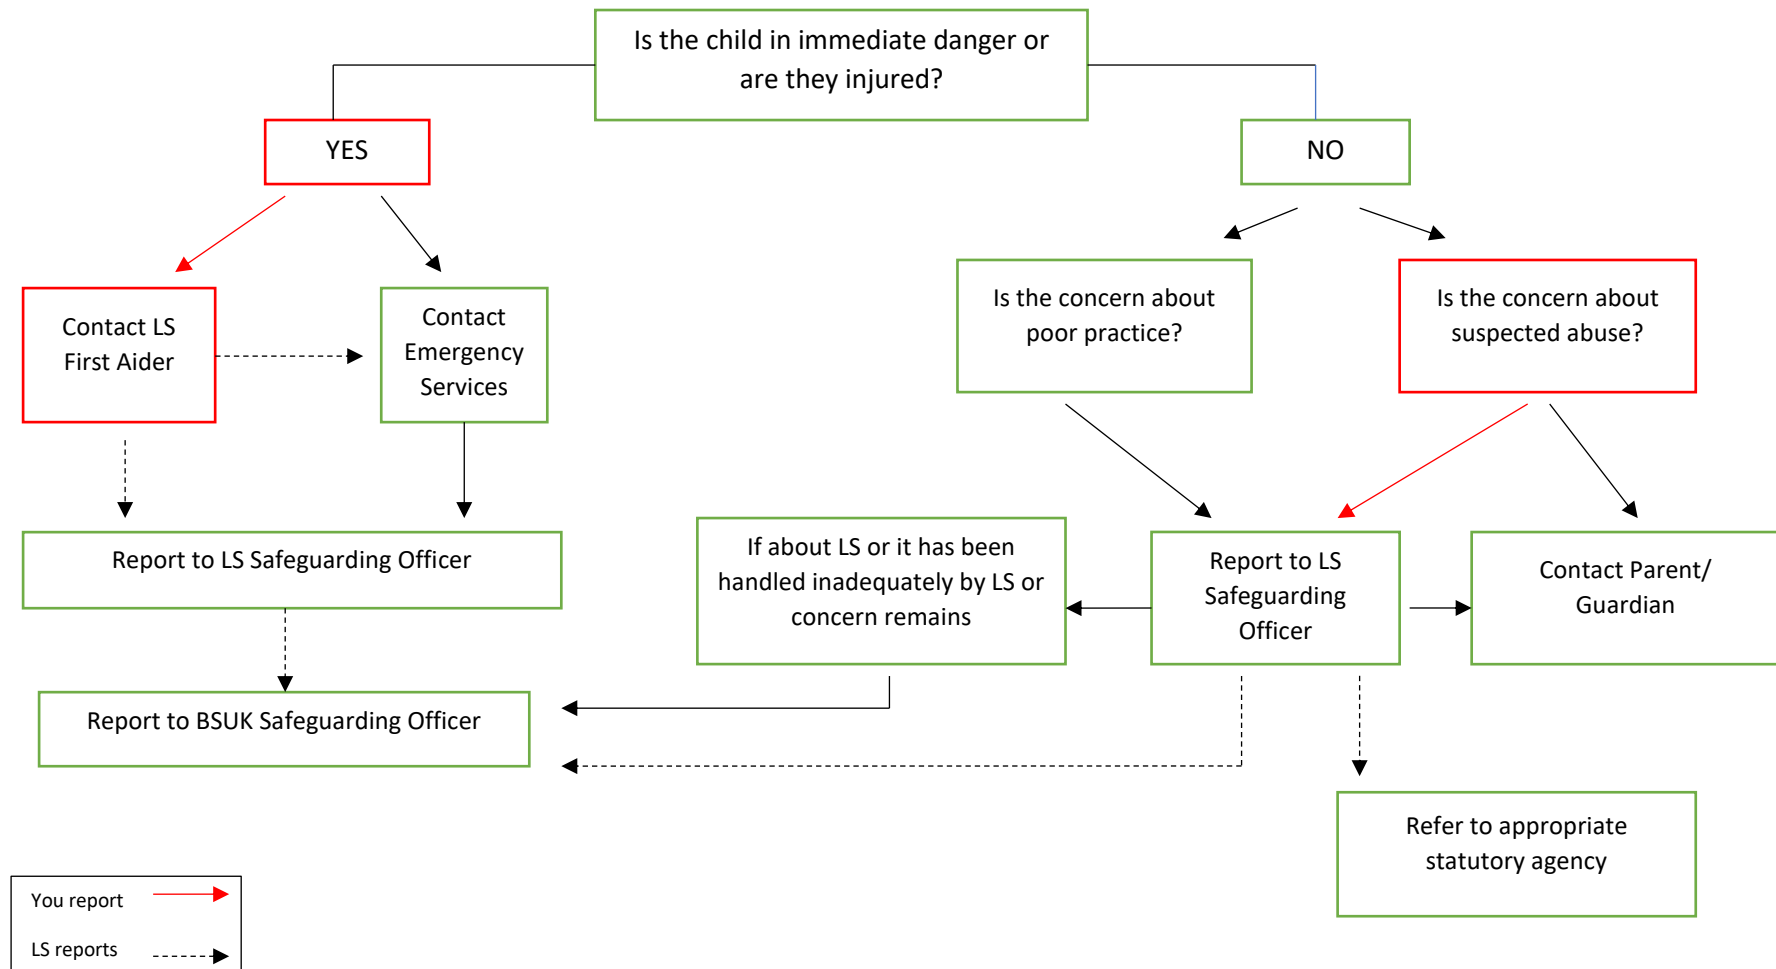 Is the child in immediate danger or
are they injured?
YES
NO
Contact LS
First Aider
Contact
Emergency
Services
Is the concern about
poor practice?
Is the concern about
suspected abuse?
Report to LS Safeguarding Officer
If about LS or it has been
handled inadequately by LS or
concern remains
Report to LS
Safeguarding
Officer
Contact Parent/
Guardian
Report to BSUK Safeguarding Officer
Refer to appropriate
statutory agency
You report
LS reports